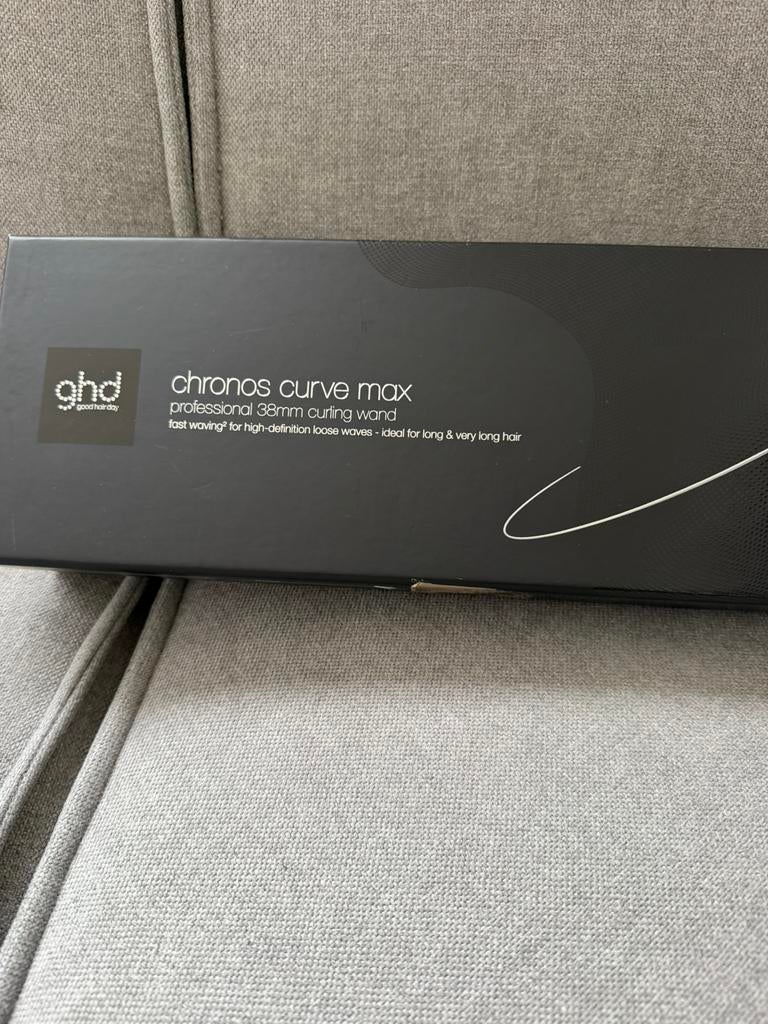 ghd
good hair day
chronos curve max
professional 38mm curling wand
fast waving² for high-definition loose waves - ideal for long & very long hair